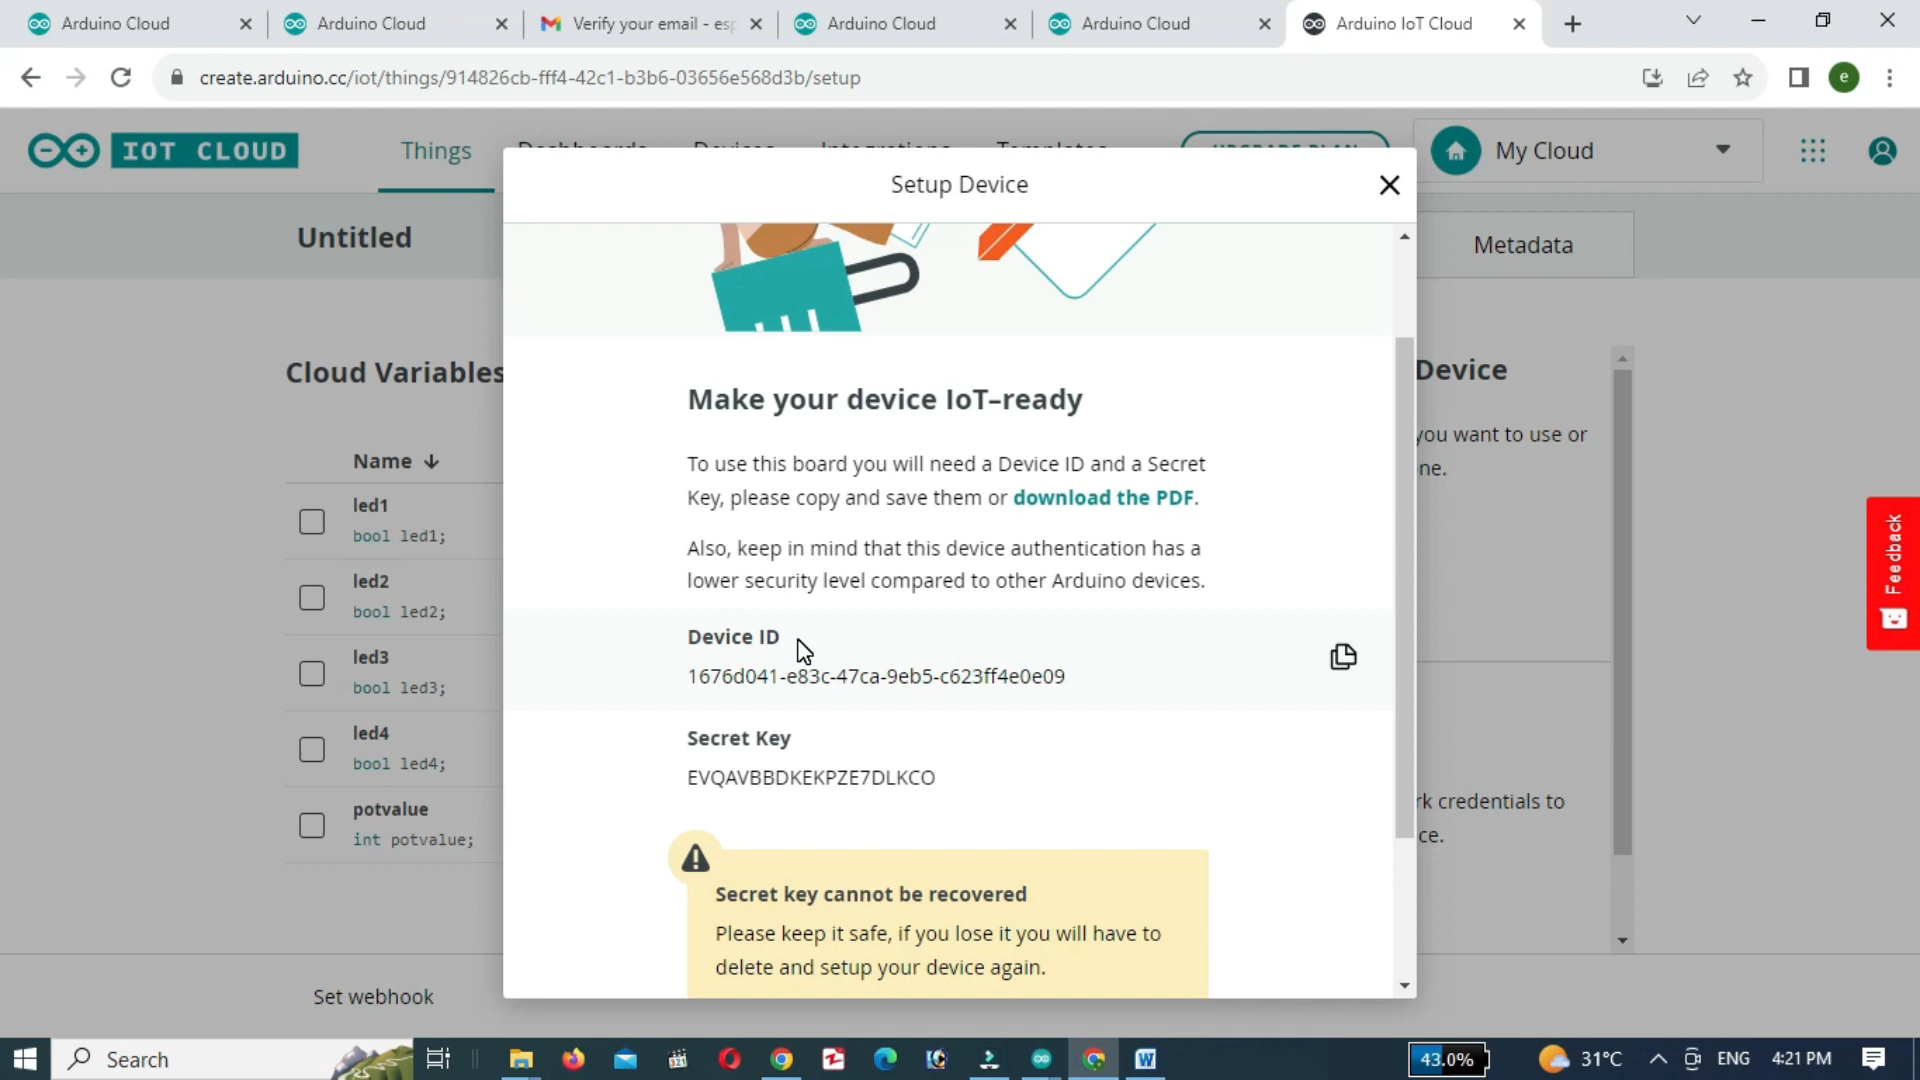 Arduino Cloud
Arduino Cloud
Verify your email - esp
Arduino Cloud
Arduino Cloud
Arduino IoT Cloud
create.arduino.cc/iot/things/914826cb-fff4-42c1-b3b6-03656e568d3b/setup
e
IOT CLOUD
Things
Dashboards
Devices
Integrations
Templates
UPGRADE PLAN
My Cloud
Setup Device
Untitled
Metadata
Cloud Variables
Device
you want to use or
ne.
Name
led1
bool led1;
led2
bool led2;
led3
bool led3;
led4
bool led4;
potvalue
int potvalue;
Make your device IoT–ready
To use this board you will need a Device ID and a Secret
Key, please copy and save them or download the PDF.
Also, keep in mind that this device authentication has a
lower security level compared to other Arduino devices.
Device ID
1676d041-e83c-47ca-9eb5-c623ff4e0e09
Secret Key
EVQAVBBDKEKPZE7DLKCO
Secret key cannot be recovered
Please keep it safe, if you lose it you will have to
delete and setup your device again.
rk credentials to
ce.
Feedback
Set webhook
Search
43.0%
31°C
ENG
4:21 PM